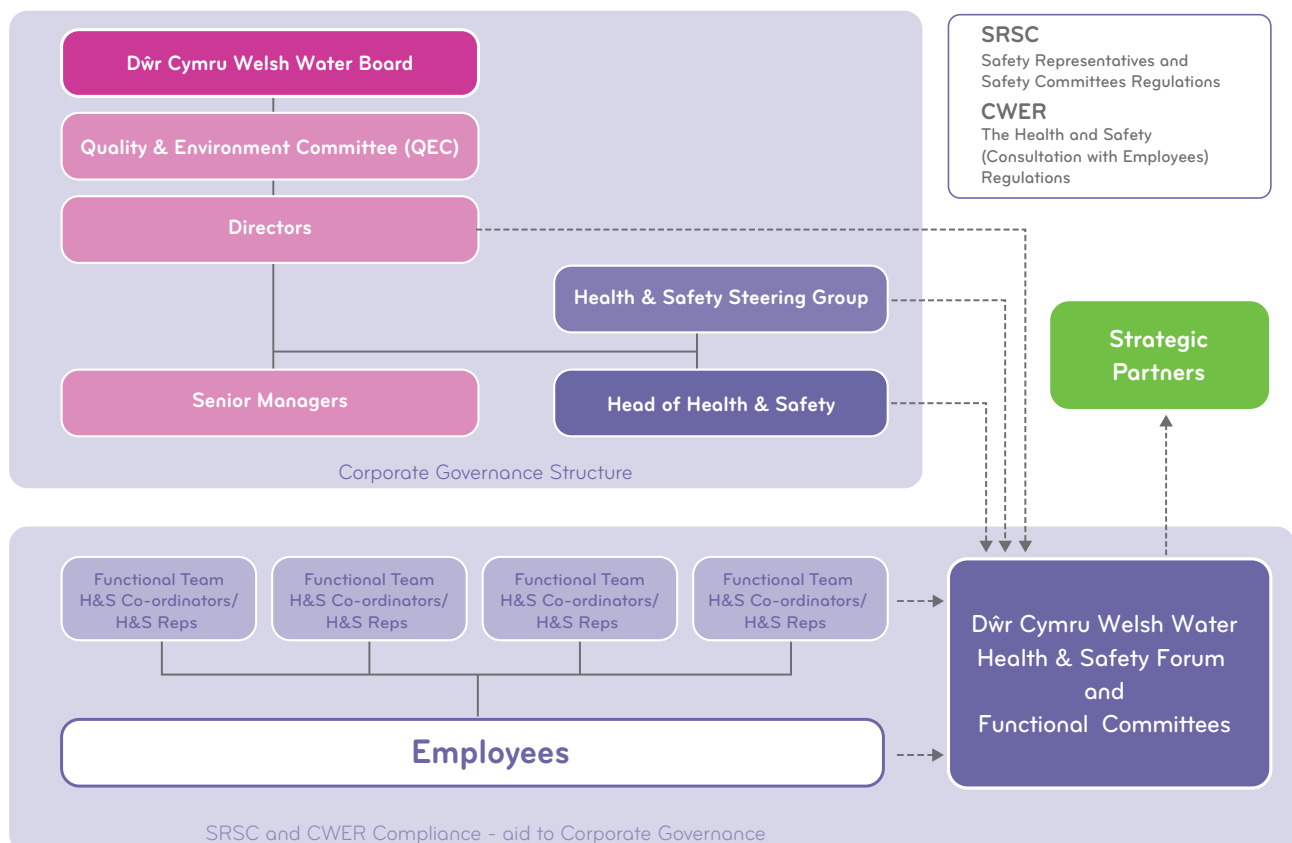 Dŵr Cymru Welsh Water Board
Quality & Environment Committee (QEC)
Directors
Health & Safety Steering Group
Senior Managers
Head of Health & Safety
Corporate Governance Structure
SRSC
Safety Representatives and
Safety Committees Regulations
CWER
The Health and Safety
(Consultation with Employees)
Regulations
Strategic
Partners
Functional Team
H&S Co-ordinators/
H&S Reps
Functional Team
H&S Co-ordinators/
H&S Reps
Functional Team
H&S Co-ordinators/
H&S Reps
Functional Team
H&S Co-ordinators/
H&S Reps
Employees
Dŵr Cymru Welsh Water
Health & Safety Forum
and
Functional Committees
SRSC and CWER Compliance - aid to Corporate Governance